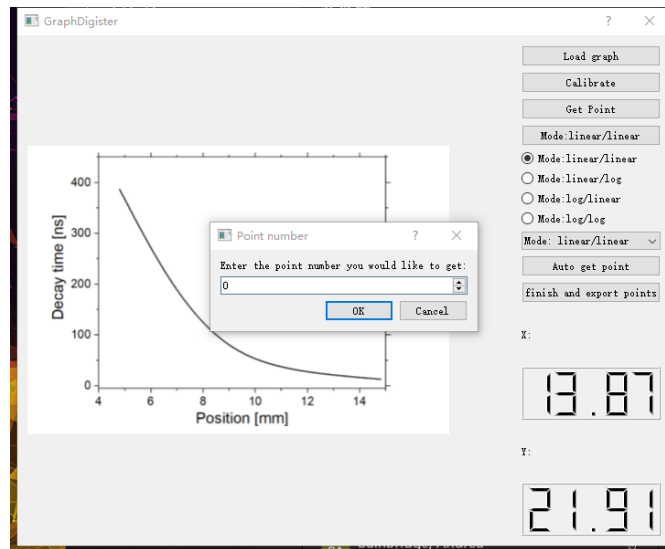 GraphDigister
Load graph
Calibrate
Get Point
Mode:linear/linear
Mode:linear/linear
Mode:linear/log
Mode:log/linear
Mode:log/log
Mode: linear/linear
Auto get point
finish and export points
X:
13.87
Y:
21.91
Point number
Enter the point number you would like to get:
0
OK
Cancel
Decay time [ns]
400
300
200
100
0
4 6 8 10 12 14
Position [mm]